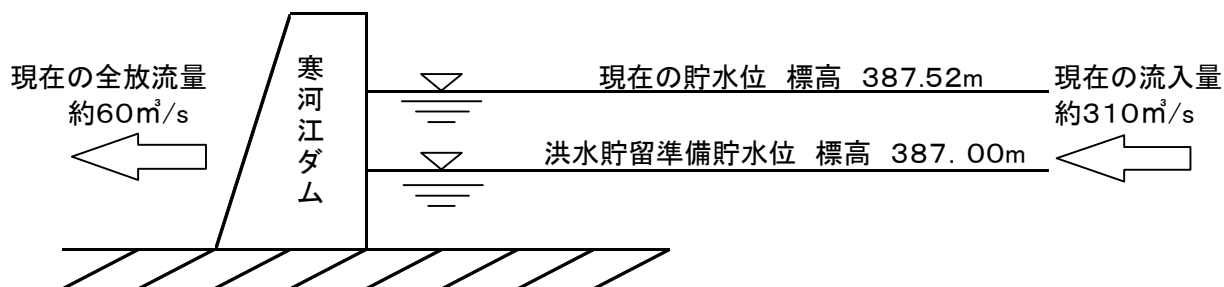 現在の全放流量
約60㎥/s
寒河江ダム
現在の貯水位 標高 387.52m
洪水貯留準備貯水位 標高 387.00m
現在の流入量
約310㎥/s